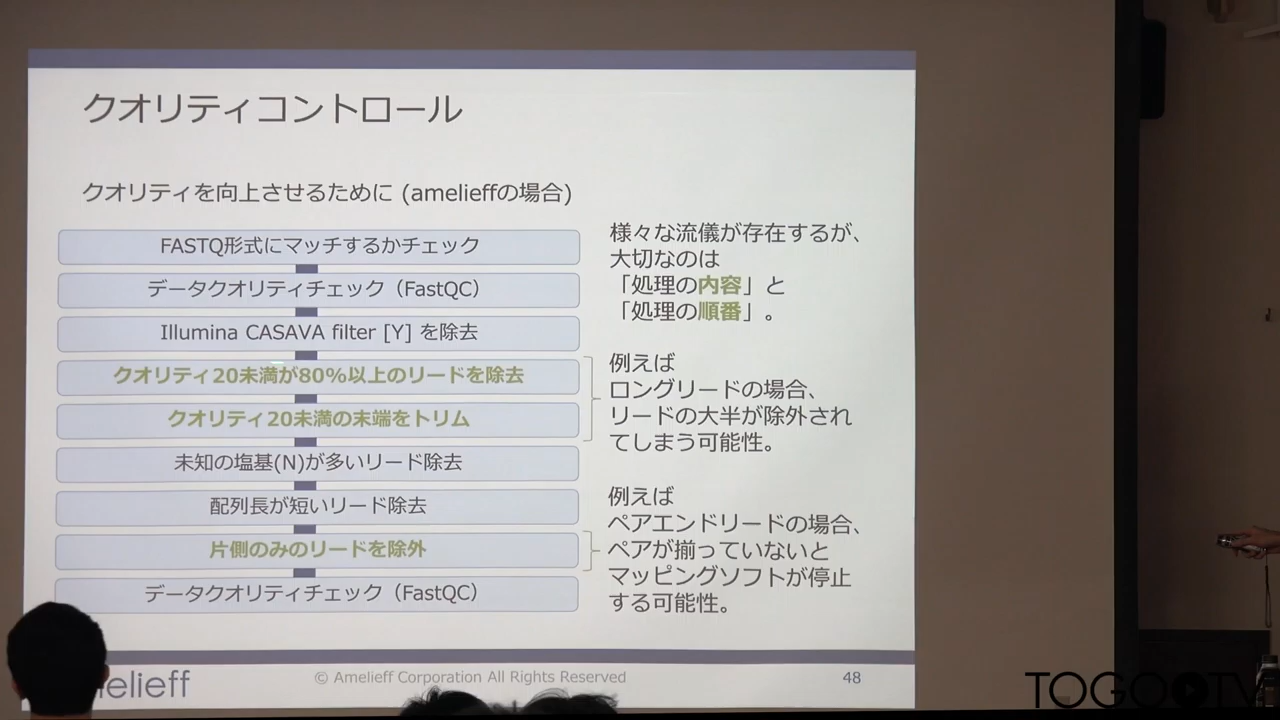 クオリティコントロール
クオリティを向上させるために (amelieffの場合)
FASTQ形式にマッチするかチェック
データクオリティチェック（FastQC）
Illumina CASAVA filter [Y] を除去
クオリティ20未満が80%以上のリードを除去
クオリティ20未満の末端をトリム
未知の塩基(N)が多いリード除去
配列長が短いリード除去
片側のみのリードを除外
データクオリティチェック（FastQC）
様々な流儀が存在するが、
大切なのは
「処理の内容」と
「処理の順番」。
例えば
ロングリードの場合、
リードの大半が除外され
てしまう可能性。
例えば
ペアエンドリードの場合、
ペアが揃っていないと
マッピングソフトが停止
する可能性。
elieff
© Amelieff Corporation All Rights Reserved
48
TOGOTV